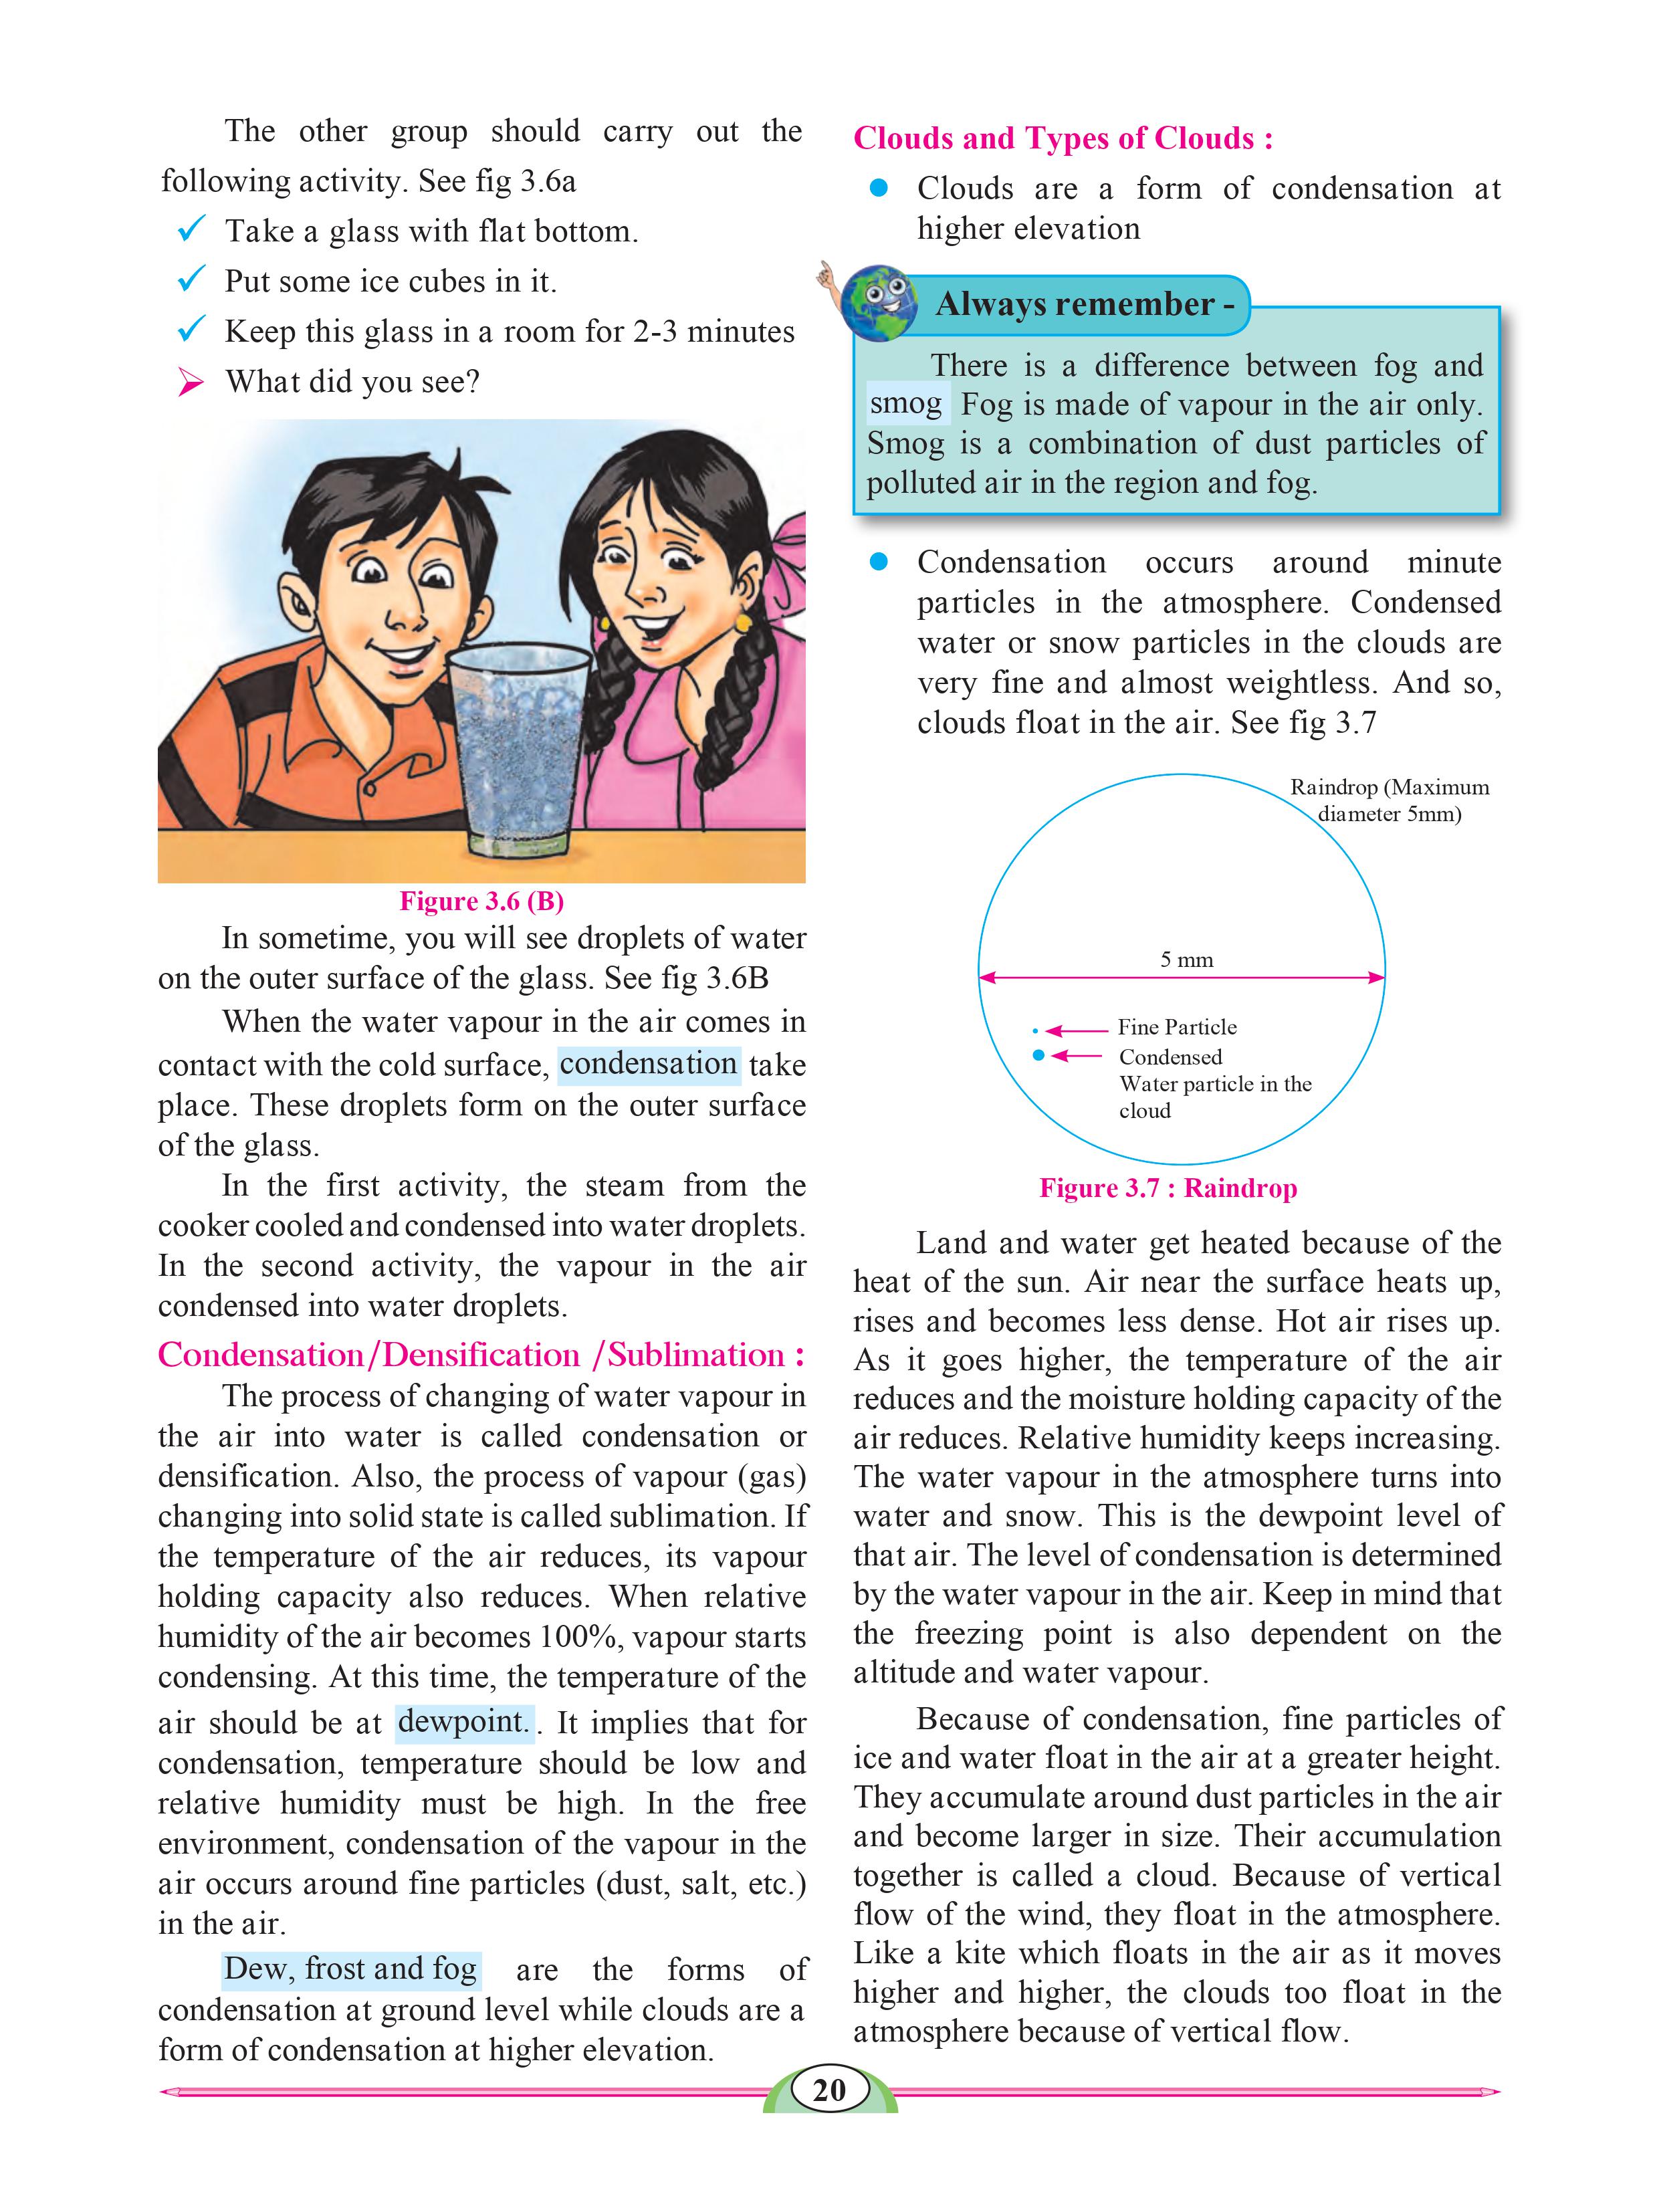 The other group should carry out the
following activity. See fig 3.6a
Take a glass with flat bottom.
Put some ice cubes in it.
Keep this glass in a room for 2-3 minutes
What did you see?
Figure 3.6 (B)
In sometime, you will see droplets of water
on the outer surface of the glass. See fig 3.6B
When the water vapour in the air comes in
contact with the cold surface, condensation take
place. These droplets form on the outer surface
of the glass.
In the first activity, the steam from the
cooker cooled and condensed into water droplets.
In the second activity, the vapour in the air
condensed into water droplets.
Condensation/Densification /Sublimation :
The process of changing of water vapour in
the air into water is called condensation or
densification. Also, the process of vapour (gas)
changing into solid state is called sublimation. If
the temperature of the air reduces, its vapour
holding capacity also reduces. When relative
humidity of the air becomes 100%, vapour starts
condensing. At this time, the temperature of the
air should be at dewpoint. . It implies that for
condensation, temperature should be low and
relative humidity must be high. In the free
environment, condensation of the vapour in the
air occurs around fine particles (dust, salt, etc.)
in the air.
Dew, frost and fog are the forms of
condensation at ground level while clouds are a
form of condensation at higher elevation.
Clouds and Types of Clouds :
● Clouds are a form of condensation at
higher elevation
Always remember -
There is a difference between fog and
smog Fog is made of vapour in the air only.
Smog is a combination of dust particles of
polluted air in the region and fog.
● Condensation occurs around minute
particles in the atmosphere. Condensed
water or snow particles in the clouds are
very fine and almost weightless. And so,
clouds float in the air. See fig 3.7
Raindrop (Maximum
diameter 5mm)
5 mm
Fine Particle
Condensed
Water particle in the
cloud
Figure 3.7 : Raindrop
Land and water get heated because of the
heat of the sun. Air near the surface heats up,
rises and becomes less dense. Hot air rises up.
As it goes higher, the temperature of the air
reduces and the moisture holding capacity of the
air reduces. Relative humidity keeps increasing.
The water vapour in the atmosphere turns into
water and snow. This is the dewpoint level of
that air. The level of condensation is determined
by the water vapour in the air. Keep in mind that
the freezing point is also dependent on the
altitude and water vapour.
Because of condensation, fine particles of
ice and water float in the air at a greater height.
They accumulate around dust particles in the air
and become larger in size. Their accumulation
together is called a cloud. Because of vertical
flow of the wind, they float in the atmosphere.
Like a kite which floats in the air as it moves
higher and higher, the clouds too float in the
atmosphere because of vertical flow.
20